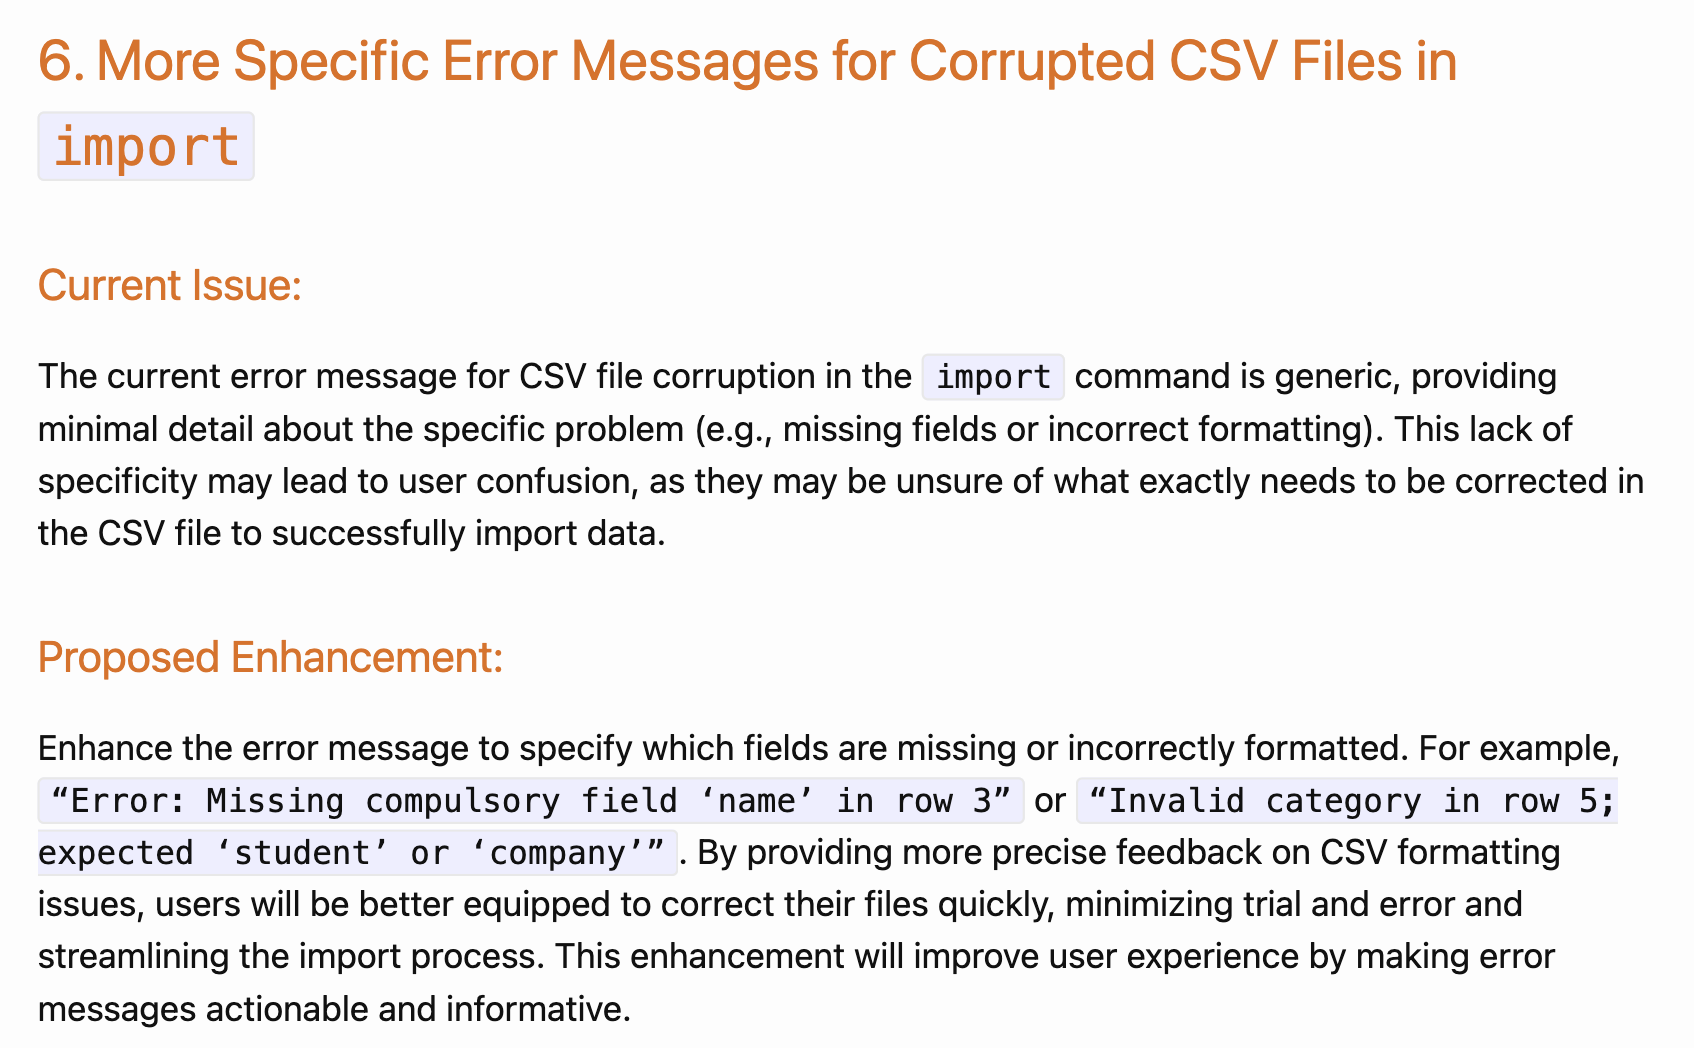 6. More Specific Error Messages for Corrupted CSV Files in
import
Current Issue:
The current error message for CSV file corruption in the import command is generic, providing
minimal detail about the specific problem (e.g., missing fields or incorrect formatting). This lack of
specificity may lead to user confusion, as they may be unsure of what exactly needs to be corrected in
the CSV file to successfully import data.
Proposed Enhancement:
Enhance the error message to specify which fields are missing or incorrectly formatted. For example,
“Error: Missing compulsory field ‘name’ in row 3” or “Invalid category in row 5;
expected ‘student’ or ‘company’”. By providing more precise feedback on CSV formatting
issues, users will be better equipped to correct their files quickly, minimizing trial and error and
streamlining the import process. This enhancement will improve user experience by making error
messages actionable and informative.